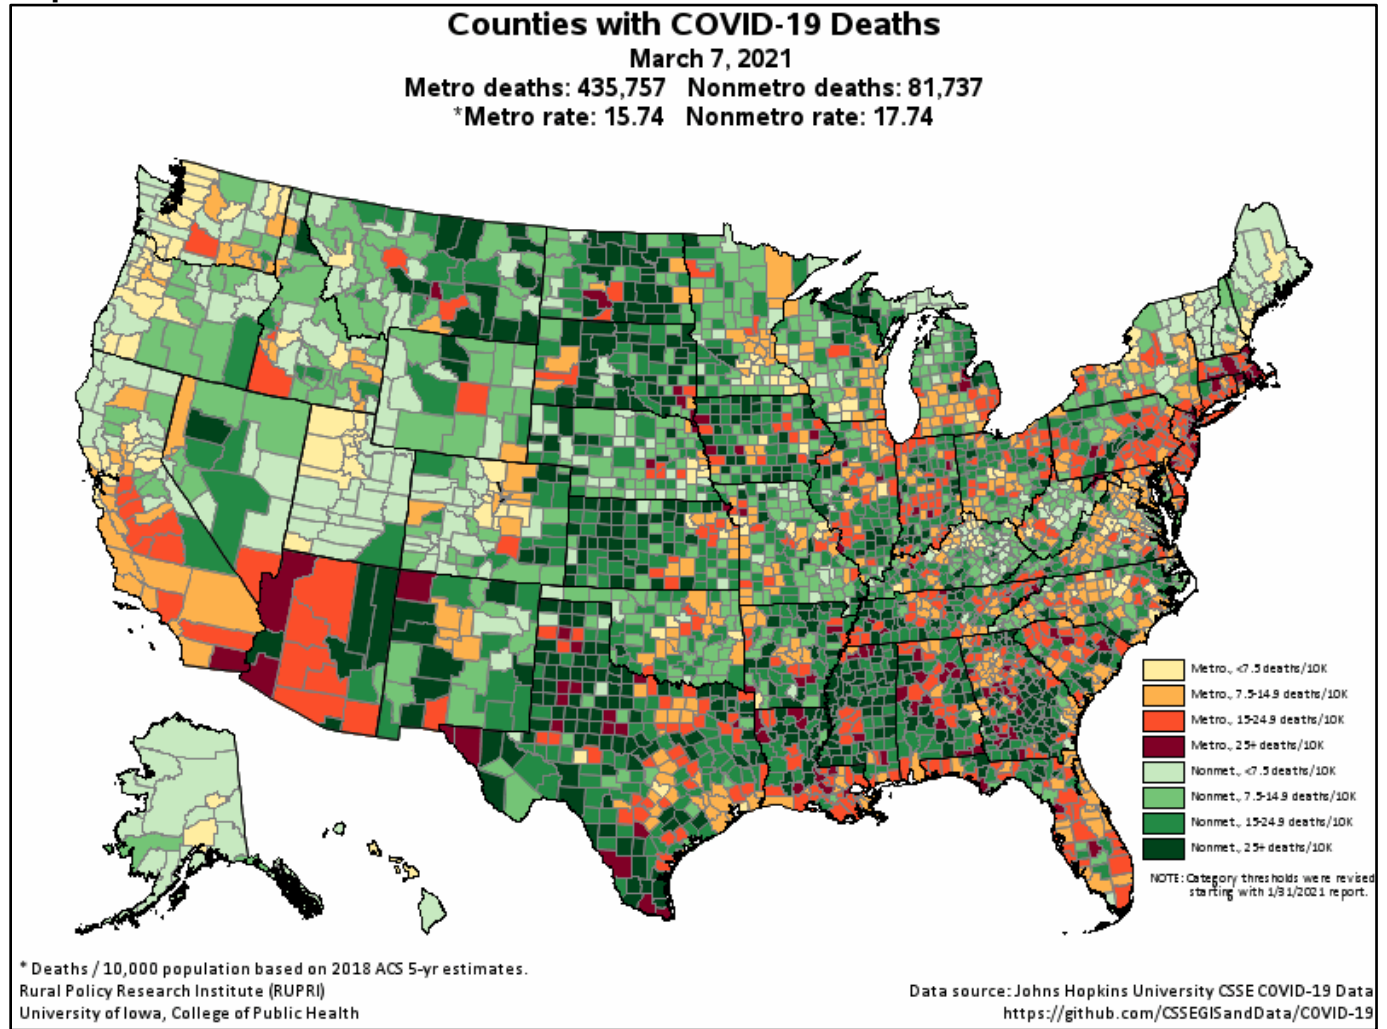 Counties with COVID-19 Deaths
March 7, 2021
Metro deaths: 435,757 Nonmetro deaths: 81,737
*Metro rate: 15.74 Nonmetro rate: 17.74
Metro., <7.5 deaths/10K
Metro., 7.5-14.9 deaths/10K
Metro., 15-24.9 deaths/10K
Metro., 25+ deaths/10K
Nonmet., <7.5 deaths/10K
Nonmet., 7.5-14.9 deaths/10K
Nonmet., 15-24.9 deaths/10K
Nonmet., 25+ deaths/10K
NOTE: Category thresholds were revised
starting with 1/31/2021 report.
* Deaths / 10,000 population based on 2018 ACS 5-yr estimates.
Rural Policy Research Institute (RUPRI)
University of Iowa, College of Public Health
Data source: Johns Hopkins University CSSE COVID-19 Data
https://github.com/CSSEGISandData/COVID-19